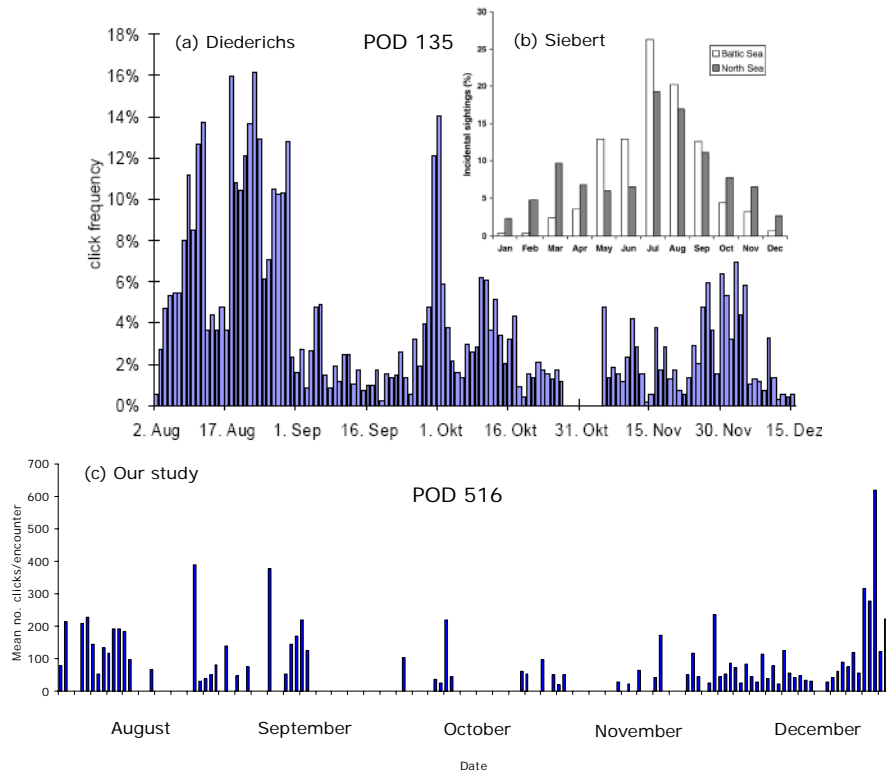 (a) Diederichs
POD 135
18%
16%
14%
12%
10%
8%
6%
4%
2%
0%
click frequency
2. Aug 17. Aug 1. Sep 16. Sep 1. Okt 16. Okt 31. Okt 15. Nov 30. Nov 15. Dez
(b) Siebert
30
25
20
15
10
5
0
Incidental sightings (%)
Baltic Sea
North Sea
Jan Feb Mar Apr May Jun Jul Aug Sep Oct Nov Dec
(c) Our study
POD 516
700
600
500
400
300
200
100
0
Mean no. clicks/encounter
August September October November December
Date